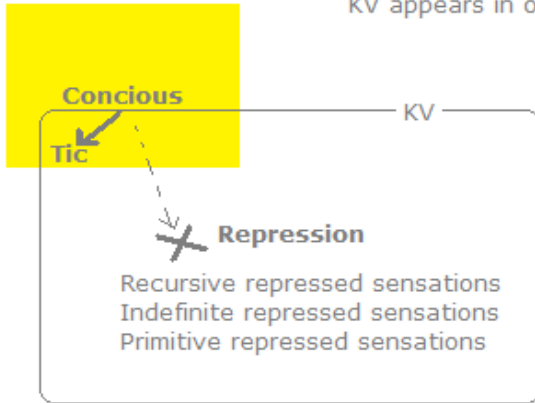 KV appears in o
Concious
KV
Tic
Repression
Recursive repressed sensations
Indefinite repressed sensations
Primitive repressed sensations